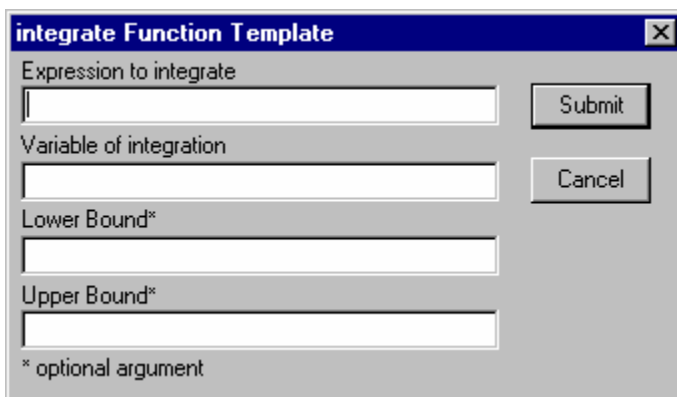 integrate Function Template
Expression to integrate
Submit
Variable of integration
Cancel
Lower Bound*
Upper Bound*
* optional argument